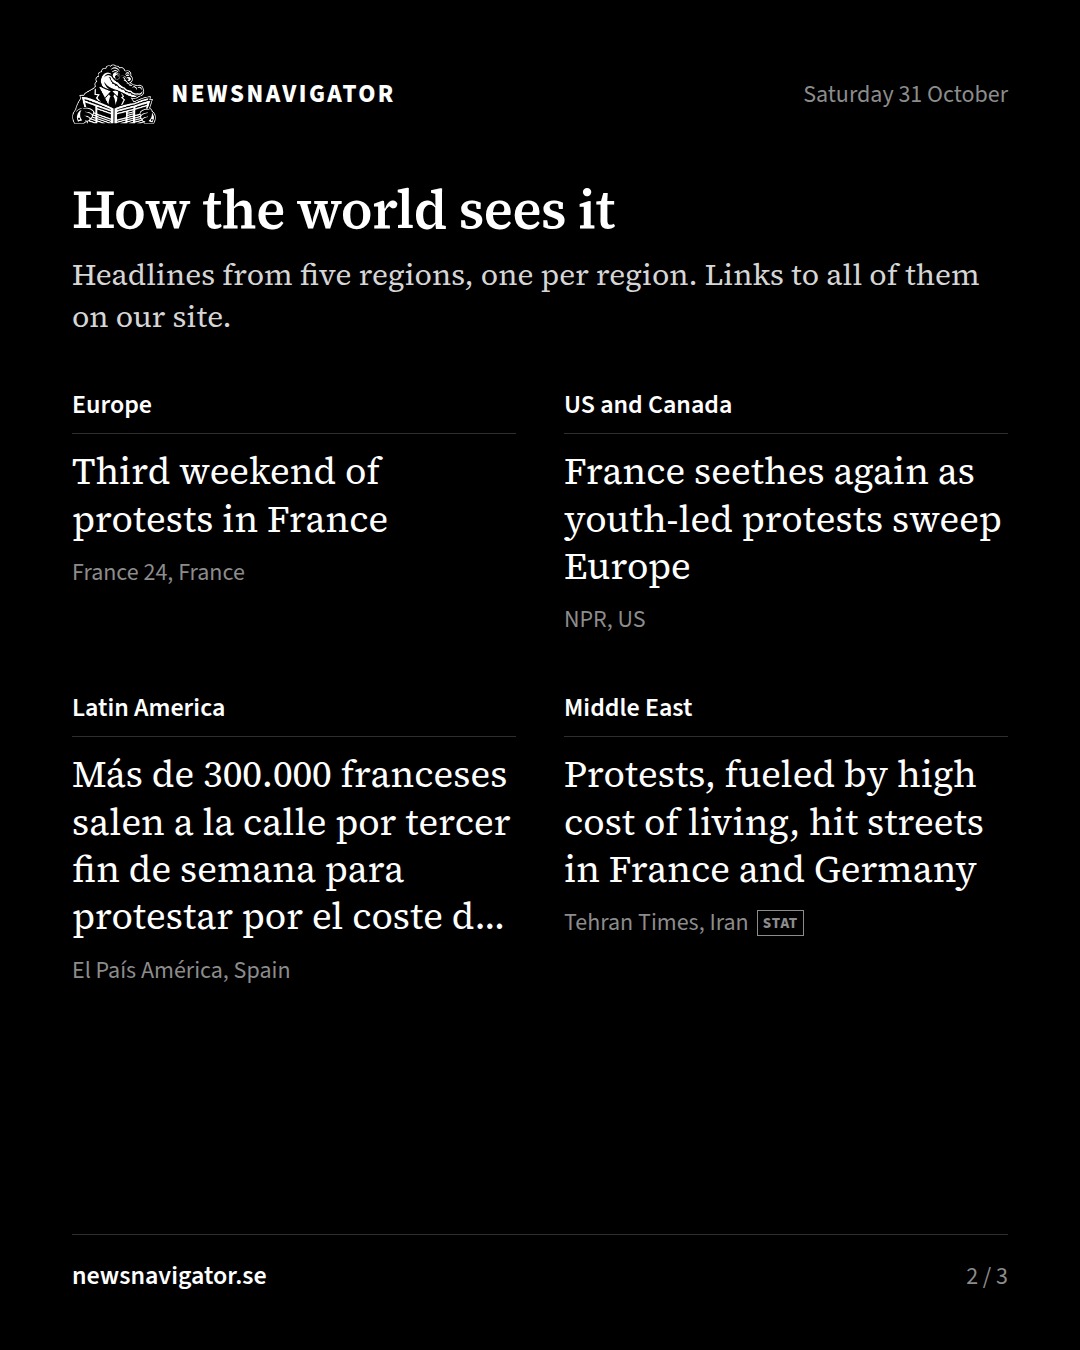 NEWSNAVIGATOR
Saturday 31 October
How the world sees it
Headlines from five regions, one per region. Links to all of them
on our site.
Europe
Third weekend of
protests in France
France 24, France
US and Canada
France seethes again as
youth-led protests sweep
Europe
NPR, US
Latin America
Más de 300.000 franceses
salen a la calle por tercer
fin de semana para
protestar por el coste d...
El País América, Spain
Middle East
Protests, fueled by high
cost of living, hit streets
in France and Germany
Tehran Times, Iran STAT
newsnavigator.se
2 / 3